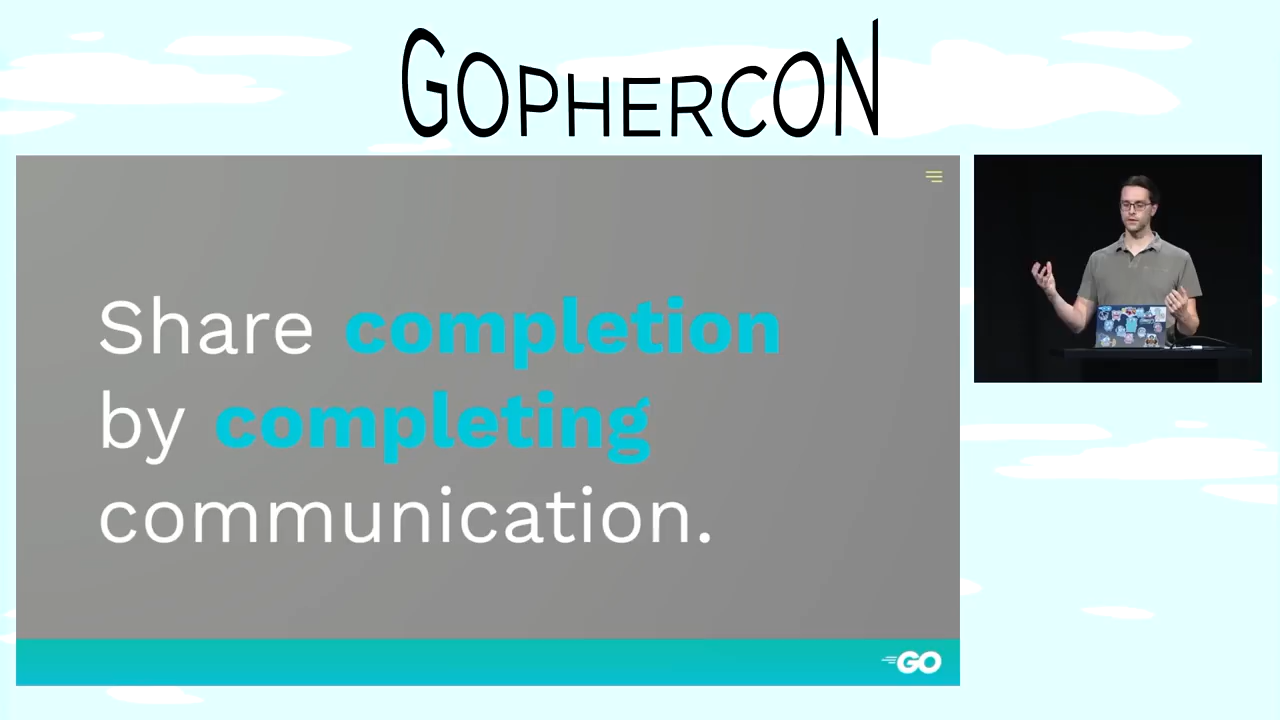 GOPHERCON
Share completion
by completing
communication.
GO